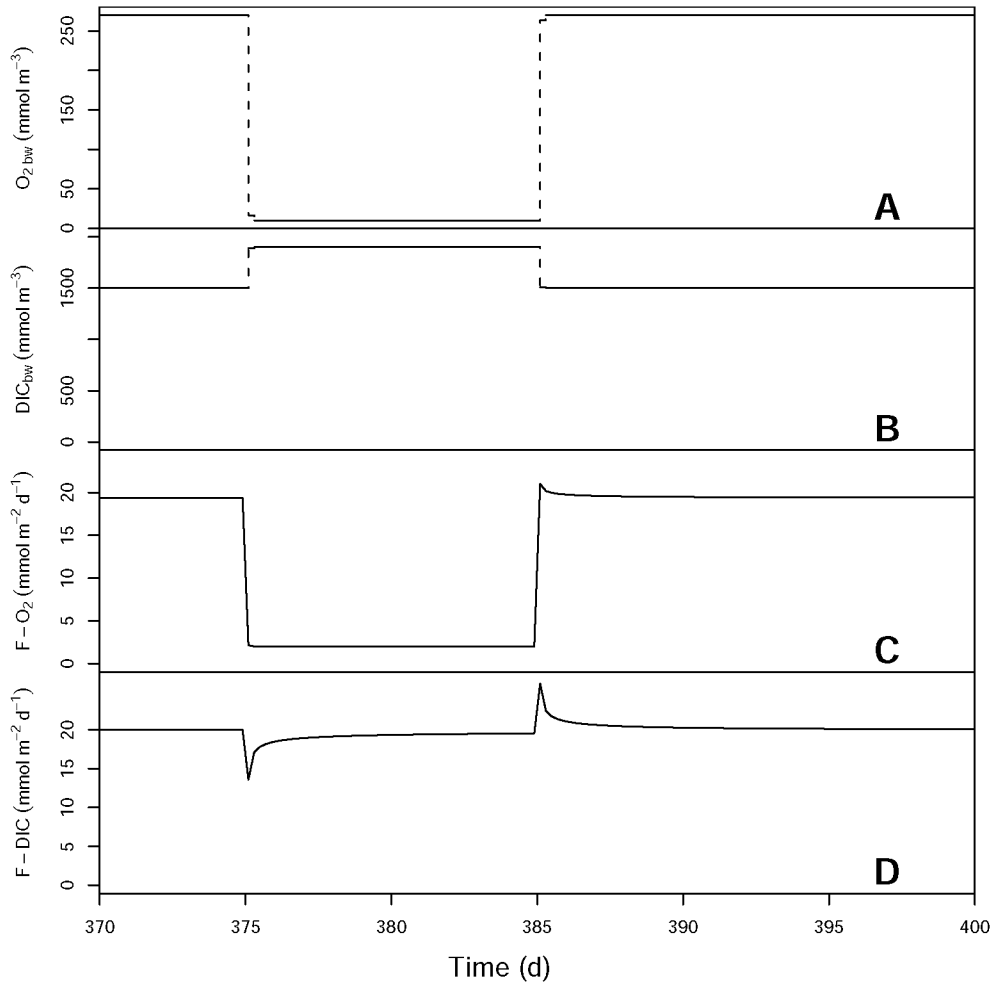 250
150
50
0
O₂ bw (mmol m⁻³)
A
1500
500
0
DIC_bw (mmol m⁻³)
B
20
15
10
5
0
F−O₂ (mmol m⁻² d⁻¹)
C
20
15
10
5
0
F−DIC (mmol m⁻² d⁻¹)
D
370 375 380 385 390 395 400
Time (d)